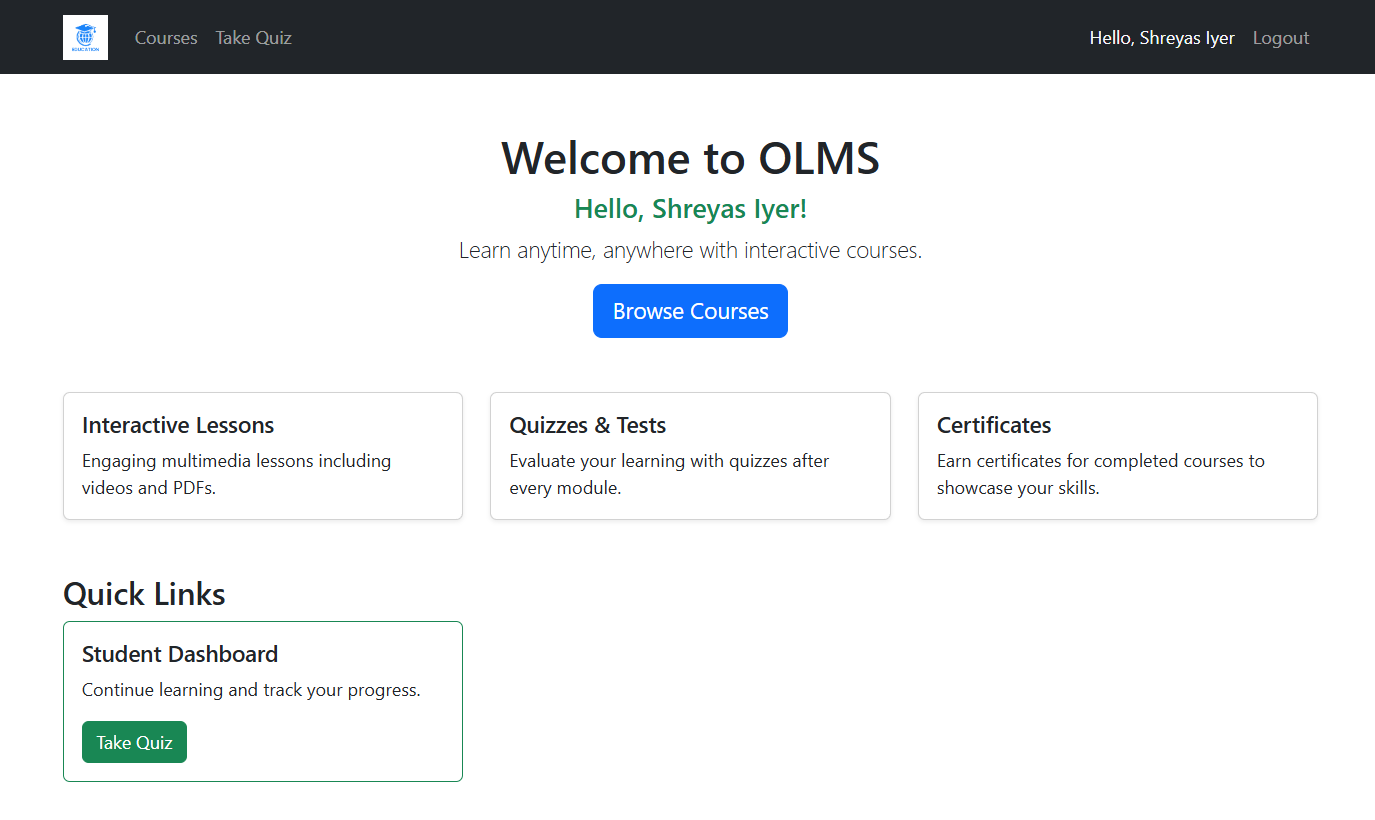 EDUCATION
Courses Take Quiz Hello, Shreyas Iyer Logout
Welcome to OLMS
Hello, Shreyas Iyer!
Learn anytime, anywhere with interactive courses.
Browse Courses
Interactive Lessons
Engaging multimedia lessons including
videos and PDFs.
Quizzes & Tests
Evaluate your learning with quizzes after
every module.
Certificates
Earn certificates for completed courses to
showcase your skills.
Quick Links
Student Dashboard
Continue learning and track your progress.
Take Quiz